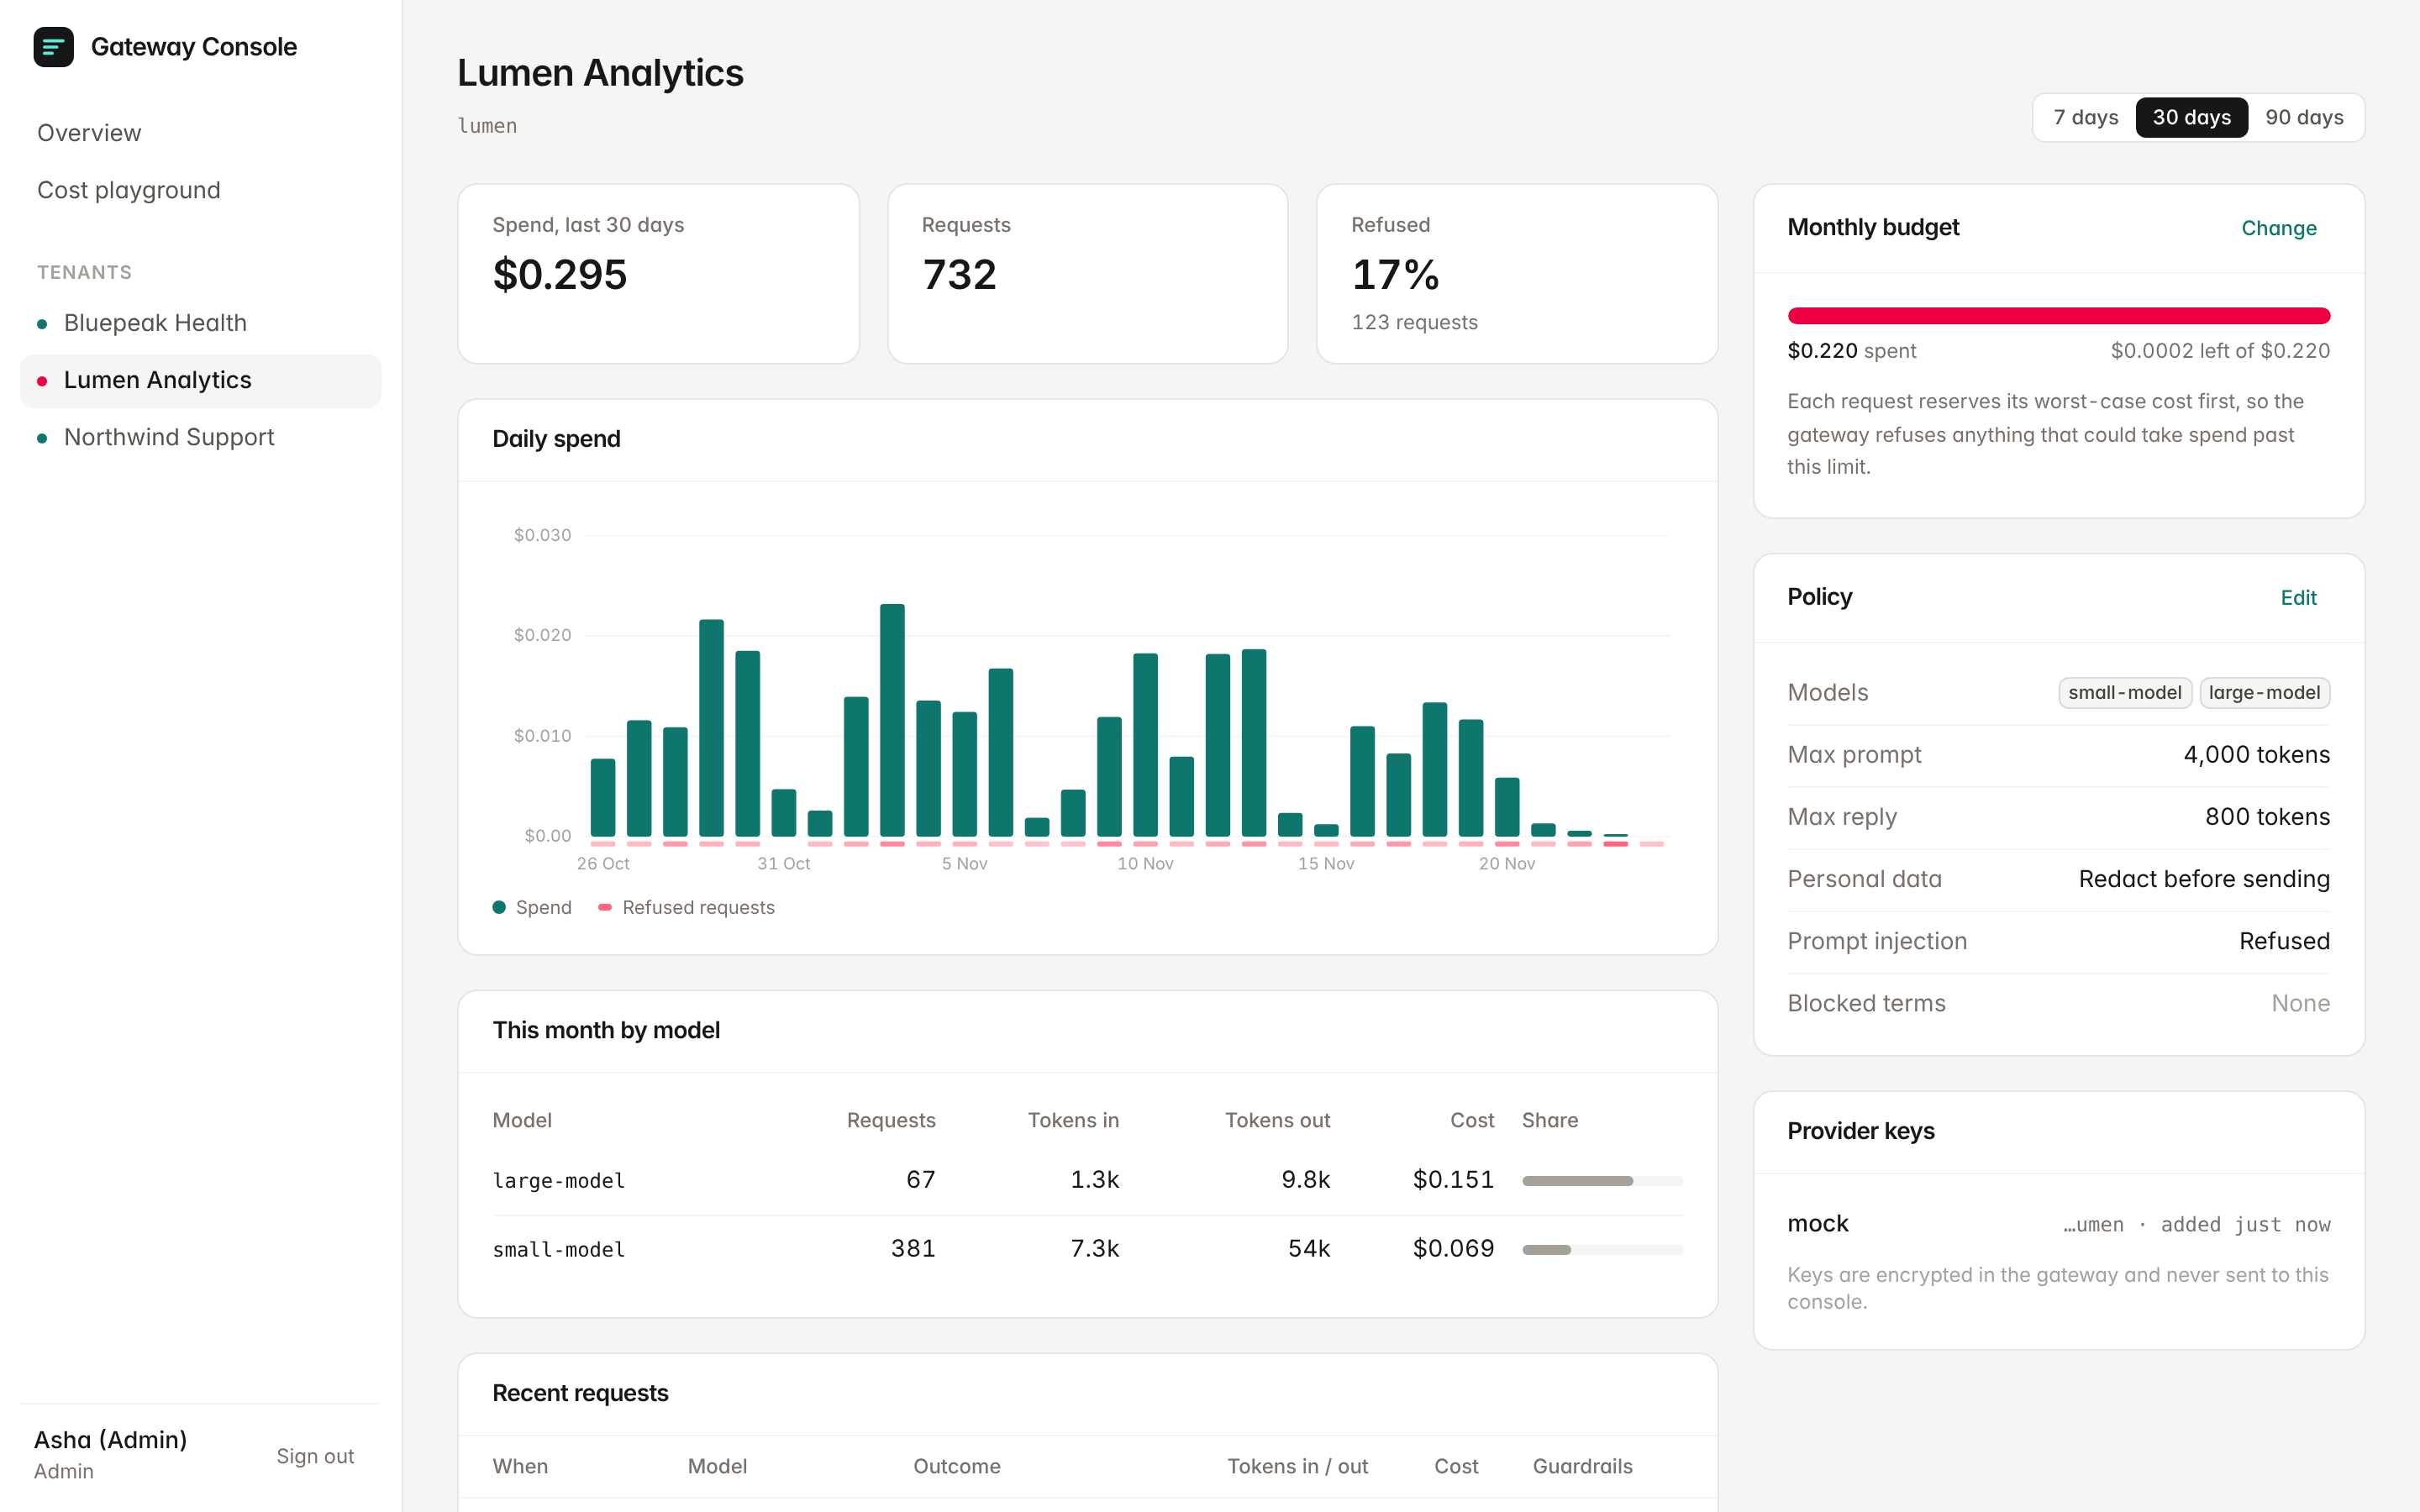 Gateway Console
Overview
Cost playground
TENANTS
Bluepeak Health
Lumen Analytics
Northwind Support
Asha (Admin)
Admin
Sign out
Lumen Analytics
lumen
7 days
30 days
90 days
Spend, last 30 days
$0.295
Requests
732
Refused
17%
123 requests
Daily spend
$0.030
$0.020
$0.010
$0.00
26 Oct 31 Oct 5 Nov 10 Nov 15 Nov 20 Nov
Spend Refused requests
This month by model
Model Requests Tokens in Tokens out Cost Share
large-model 67 1.3k 9.8k $0.151
small-model 381 7.3k 54k $0.069
Recent requests
When Model Outcome Tokens in / out Cost Guardrails
Monthly budget Change
$0.220 spent $0.0002 left of $0.220
Each request reserves its worst-case cost first, so the
gateway refuses anything that could take spend past
this limit.
Policy Edit
Models small-model large-model
Max prompt 4,000 tokens
Max reply 800 tokens
Personal data Redact before sending
Prompt injection Refused
Blocked terms None
Provider keys
mock …umen · added just now
Keys are encrypted in the gateway and never sent to this
console.